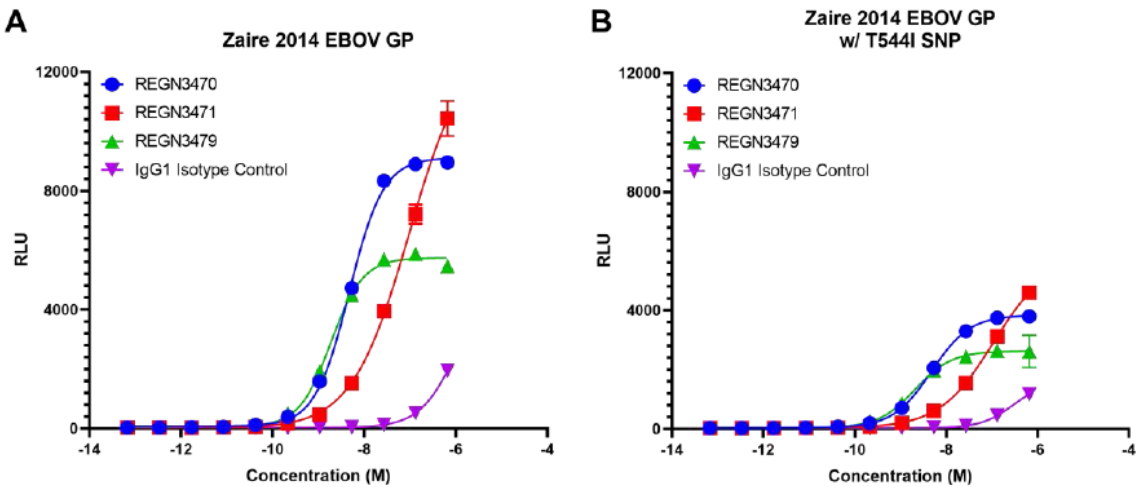 A
Zaire 2014 EBOV GP
12000
8000
4000
0
RLU
REGN3470
REGN3471
REGN3479
IgG1 Isotype Control
-14
-12
-10
-8
-6
-4
Concentration (M)
B
Zaire 2014 EBOV GP
w/ T544I SNP
12000
8000
4000
0
RLU
REGN3470
REGN3471
REGN3479
IgG1 Isotype Control
-14
-12
-10
-8
-6
-4
Concentration (M)